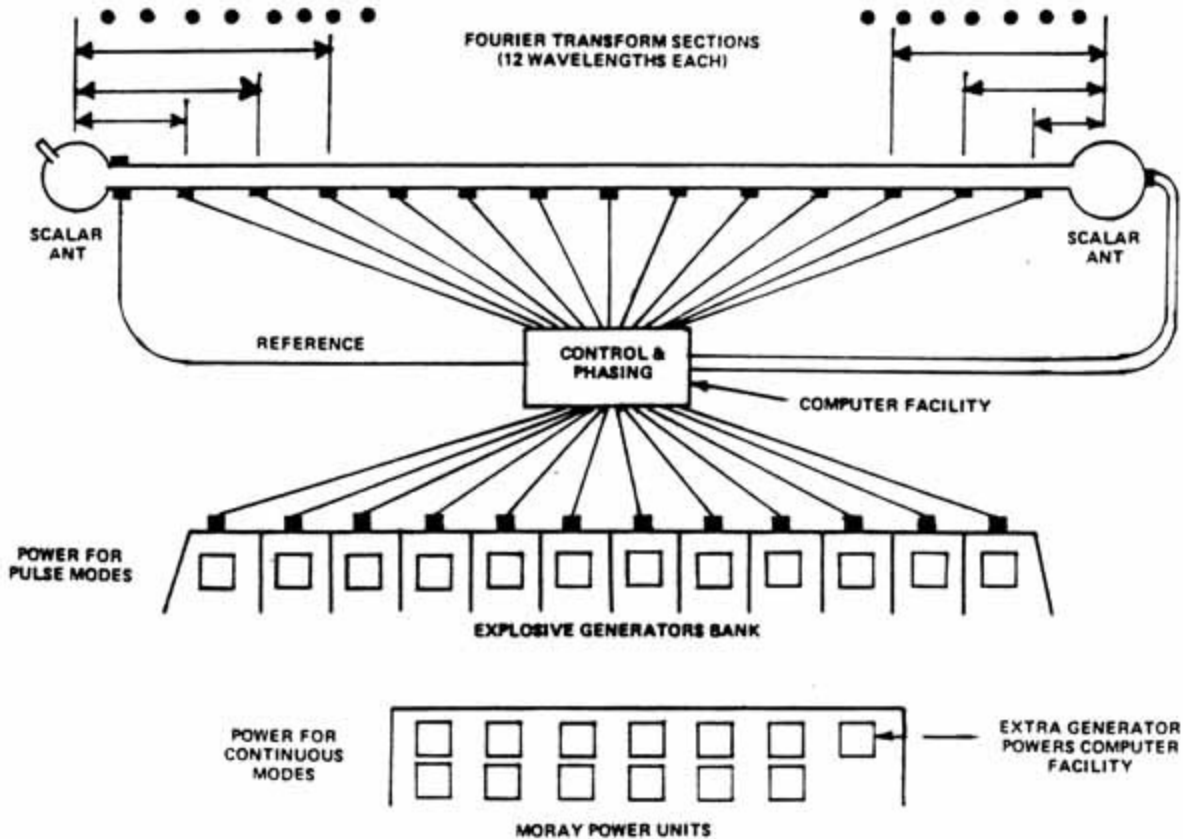 FOURIER TRANSFORM SECTIONS
(12 WAVELENGTHS EACH)
SCALAR
ANT
SCALAR
ANT
REFERENCE
CONTROL &
PHASING
COMPUTER FACILITY
POWER FOR
PULSE MODES
EXPLOSIVE GENERATORS BANK
POWER FOR
CONTINUOUS
MODES
EXTRA GENERATOR
POWERS COMPUTER
FACILITY
MORAY POWER UNITS